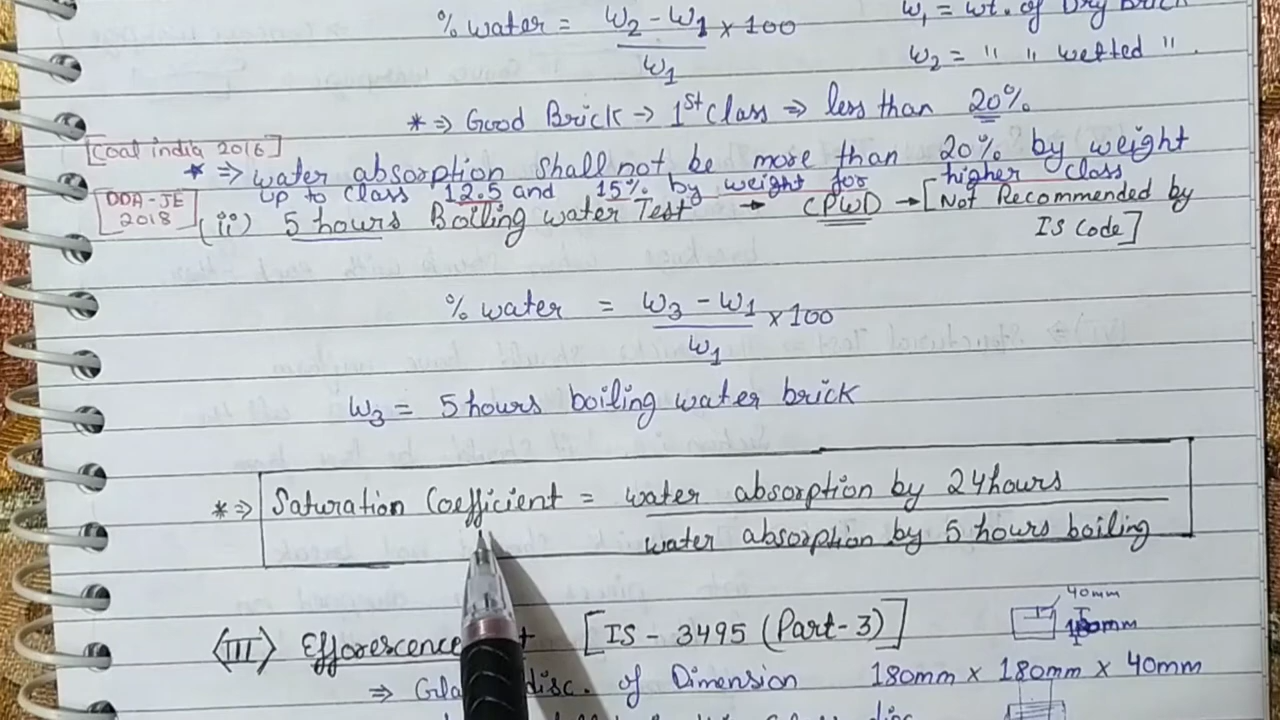 % water = w2 - w1 / w1 × 100
w1 = wt. of Dry Brick
w2 = " " wetted ".
* ⇒ Good Brick → 1st Class ⇒ less than 20%
[Coal india 2016]
* ⇒ water absorption shall not be more than 20% by weight
up to class 12.5 and 15% by weight for higher class
[DDA-JE 2018]
(ii) 5 hours Boiling water Test → CPWD → [Not Recommended by
IS Code]
% water = w3 - w1 / w1 × 100
w3 = 5 hours boiling water brick
* ⇒ Saturation Coefficient = water absorption by 24 hours
water absorption by 5 hours boiling
40mm
<III> Efforescence [IS - 3495 (Part-3)]
⇒ disc. of Dimension 180mm × 180mm × 40mm